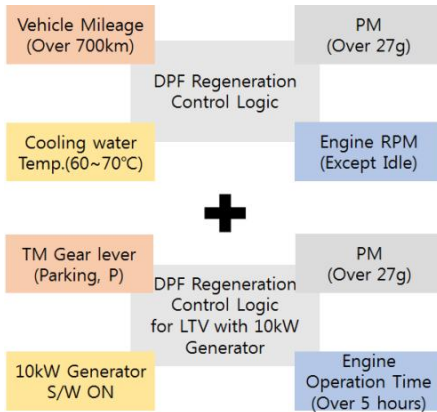 Vehicle Mileage
(Over 700km)
PM
(Over 27g)
DPF Regeneration
Control Logic
Cooling water
Temp.(60~70℃)
Engine RPM
(Except Idle)
+
TM Gear lever
(Parking, P)
PM
(Over 27g)
DPF Regeneration
Control Logic
for LTV with 10kW
Generator
10kW Generator
S/W ON
Engine
Operation Time
(Over 5 hours)